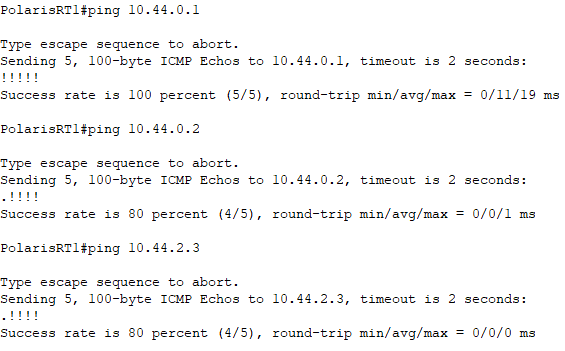 PolarisRT1#ping 10.44.0.1
Type escape sequence to abort.
Sending 5, 100-byte ICMP Echos to 10.44.0.1, timeout is 2 seconds:
!!!!!
Success rate is 100 percent (5/5), round-trip min/avg/max = 0/11/19 ms
PolarisRT1#ping 10.44.0.2
Type escape sequence to abort.
Sending 5, 100-byte ICMP Echos to 10.44.0.2, timeout is 2 seconds:
.!!!!
Success rate is 80 percent (4/5), round-trip min/avg/max = 0/0/1 ms
PolarisRT1#ping 10.44.2.3
Type escape sequence to abort.
Sending 5, 100-byte ICMP Echos to 10.44.2.3, timeout is 2 seconds:
.!!!!
Success rate is 80 percent (4/5), round-trip min/avg/max = 0/0/0 ms